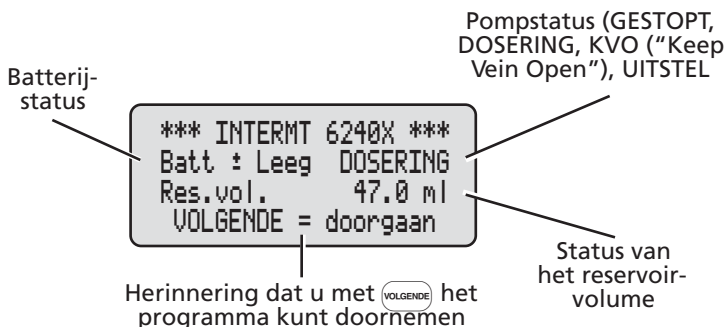 Pompstatus (GESTOPT,
DOSERING, KVO (“Keep
Vein Open”), UITSTEL
Batterij-
status
*** INTERMT 6240X ***
Batt ± Leeg DOSERING
Res.vol. 47.0 ml
VOLGENDE = doorgaan
Status van
het reservoir-
volume
Herinnering dat u met VOLGENDE het
programma kunt doornemen